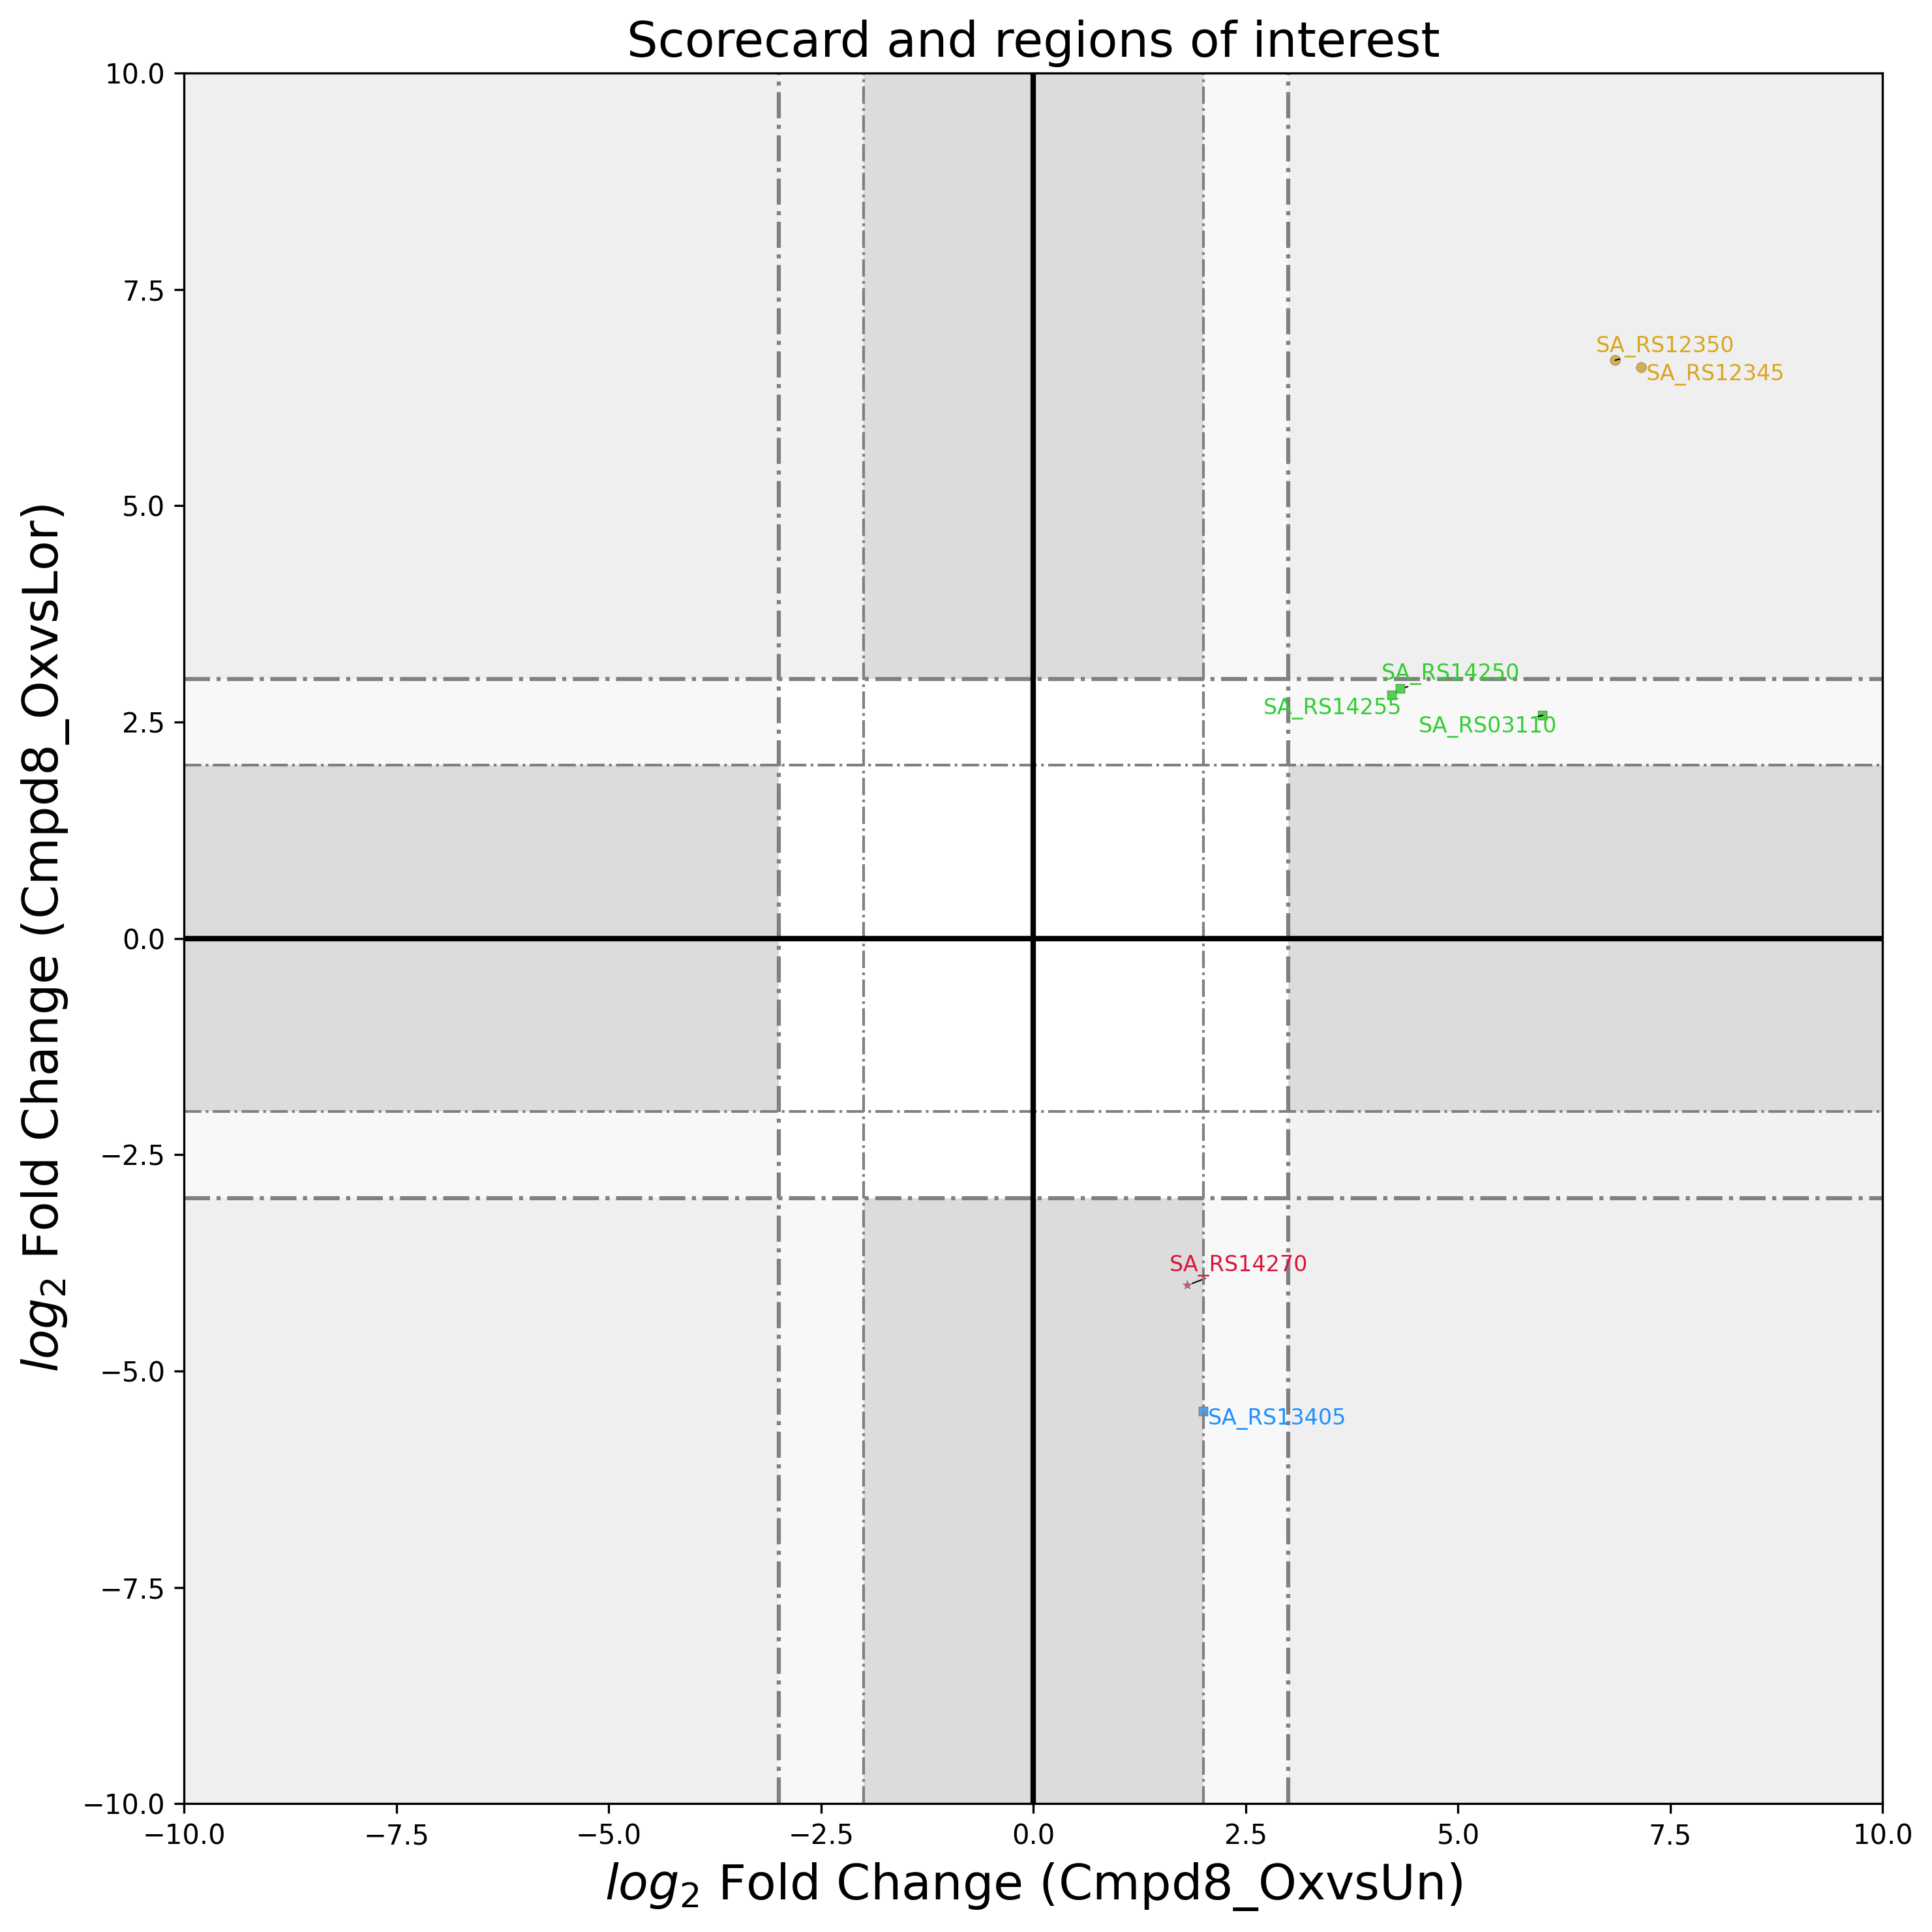 Scorecard and regions of interest
10.0
7.5
5.0
2.5
0.0
−2.5
−5.0
−7.5
−10.0
log2 Fold Change (Cmpd8_OxvsLor)
SA_RS12350
SA_RS12345
SA_RS14250
SA_RS14255
SA_RS03110
SA_RS14270
SA_RS13405
−10.0 −7.5 −5.0 −2.5 0.0 2.5 5.0 7.5 10.0
log2 Fold Change (Cmpd8_OxvsUn)